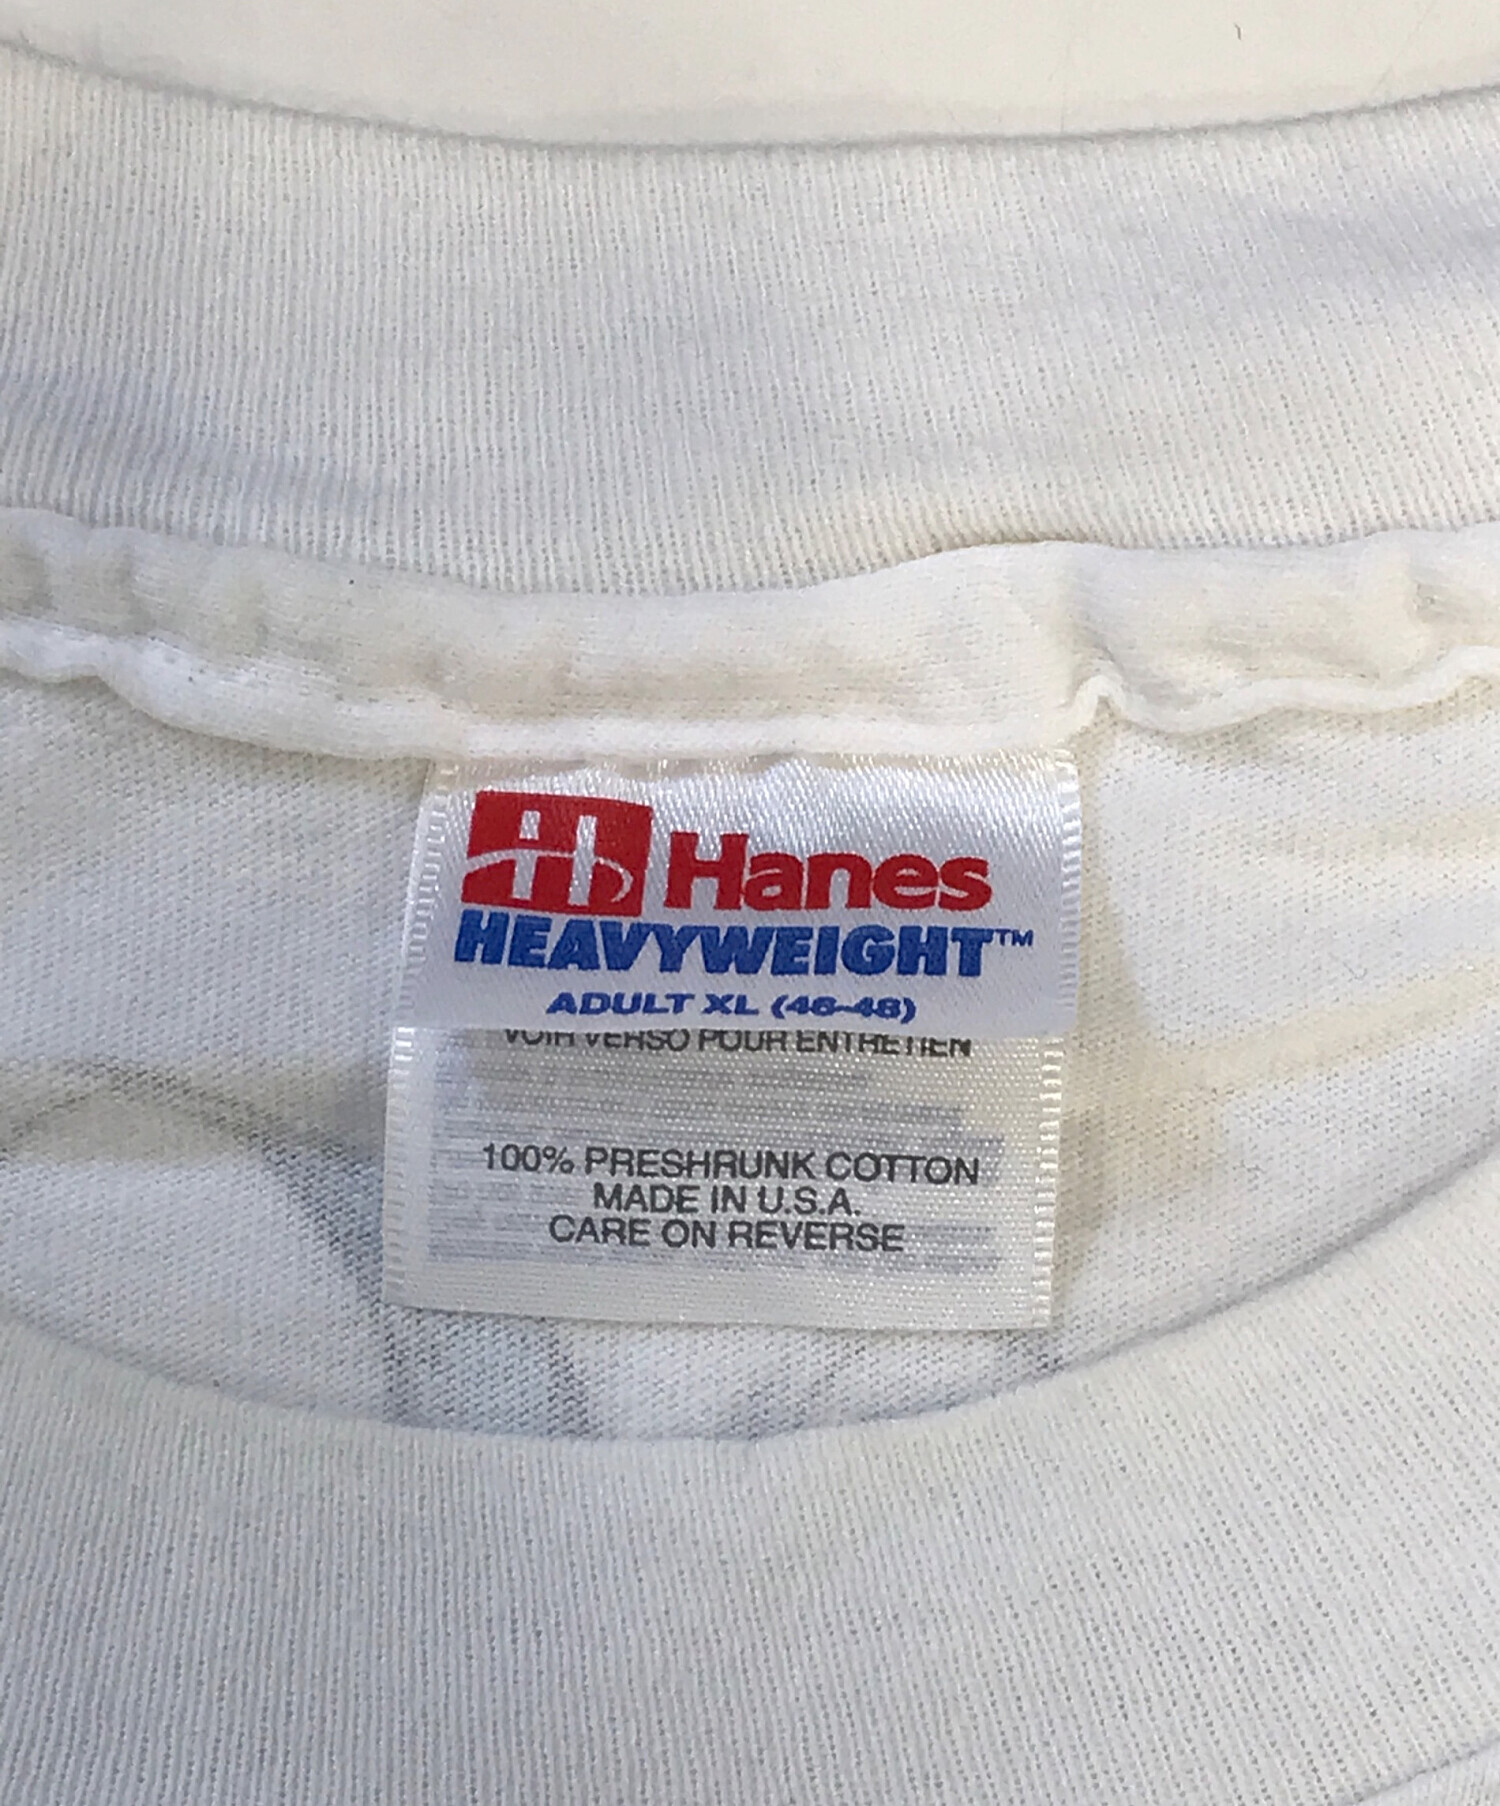 Hanes
HEAVYWEIGHT™
ADULT XL (46-48)
VOIR VERSO POUR ENTRETIEN
100% PRESHRUNK COTTON
MADE IN U.S.A.
CARE ON REVERSE